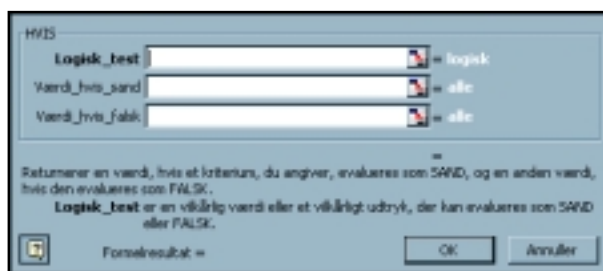 HVIS
Logisk_test = logisk
Værdi_hvis_sand = alle
Værdi_hvis_falsk = alle
=
Returnerer en værdi, hvis et kriterium, du angiver, evalueres som SAND, og en anden værdi,
hvis den evalueres som FALSK.
Logisk_test er en vilkårlig værdi eller et vilkårligt udtryk, der kan evalueres som SAND
eller FALSK.
Formelresultat =
OK Annuller